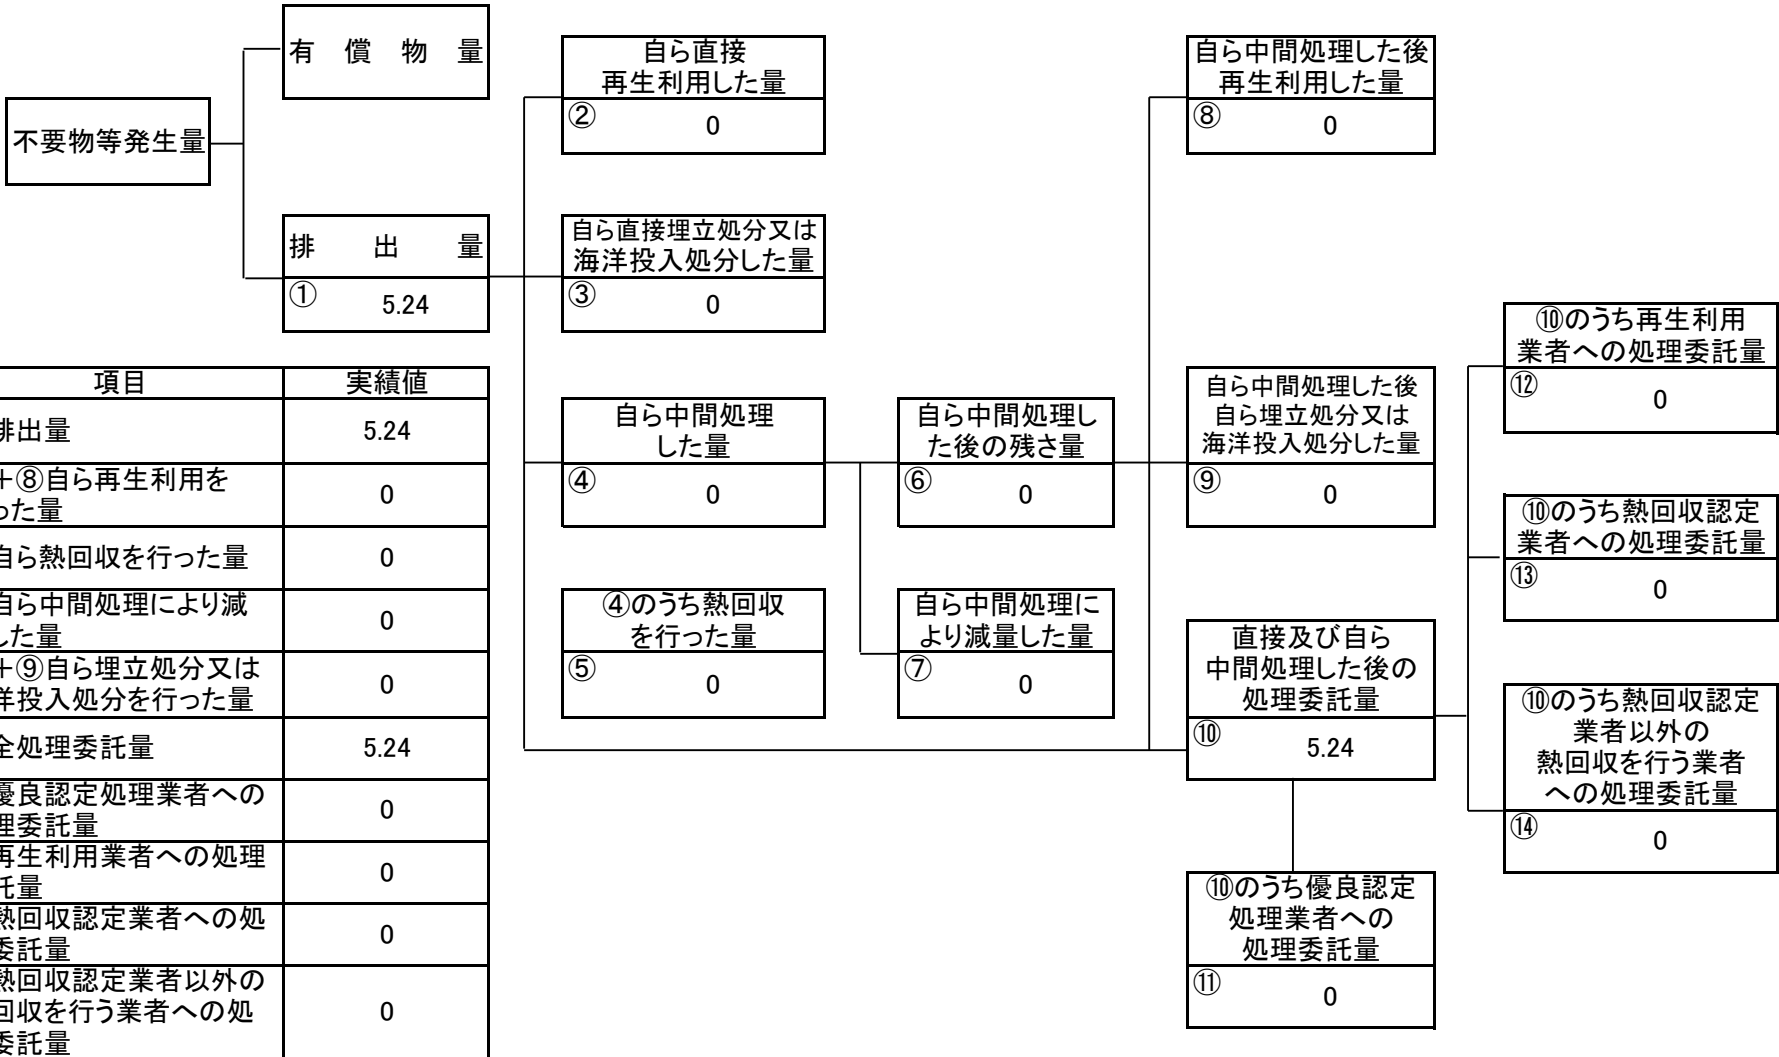 有償物量
不要物等発生量
排出量
① 5.24
自ら直接
再生利用した量
② 0
自ら直接埋立処分又は
海洋投入処分した量
③ 0
自ら中間処理
した量
④ 0
④のうち熱回収
を行った量
⑤ 0
自ら中間処理し
た後の残さ量
⑥ 0
自ら中間処理に
より減量した量
⑦ 0
自ら中間処理した後
再生利用した量
⑧ 0
自ら中間処理した後
自ら埋立処分又は
海洋投入処分した量
⑨ 0
直接及び自ら
中間処理した後の
処理委託量
⑩ 5.24
⑩のうち優良認定
処理業者への
処理委託量
⑪ 0
⑩のうち再生利用
業者への処理委託量
⑫ 0
⑩のうち熱回収認定
業者への処理委託量
⑬ 0
⑩のうち熱回収認定
業者以外の
熱回収を行う業者
への処理委託量
⑭ 0
項目 実績値
排出量 5.24
+⑧自ら再生利用を
った量 0
自ら熱回収を行った量 0
自ら中間処理により減
した量 0
+⑨自ら埋立処分又は
洋投入処分を行った量 0
全処理委託量 5.24
優良認定処理業者への
理委託量 0
再生利用業者への処理
託量 0
熱回収認定業者への処
委託量 0
熱回収認定業者以外の
回収を行う業者への処
委託量 0